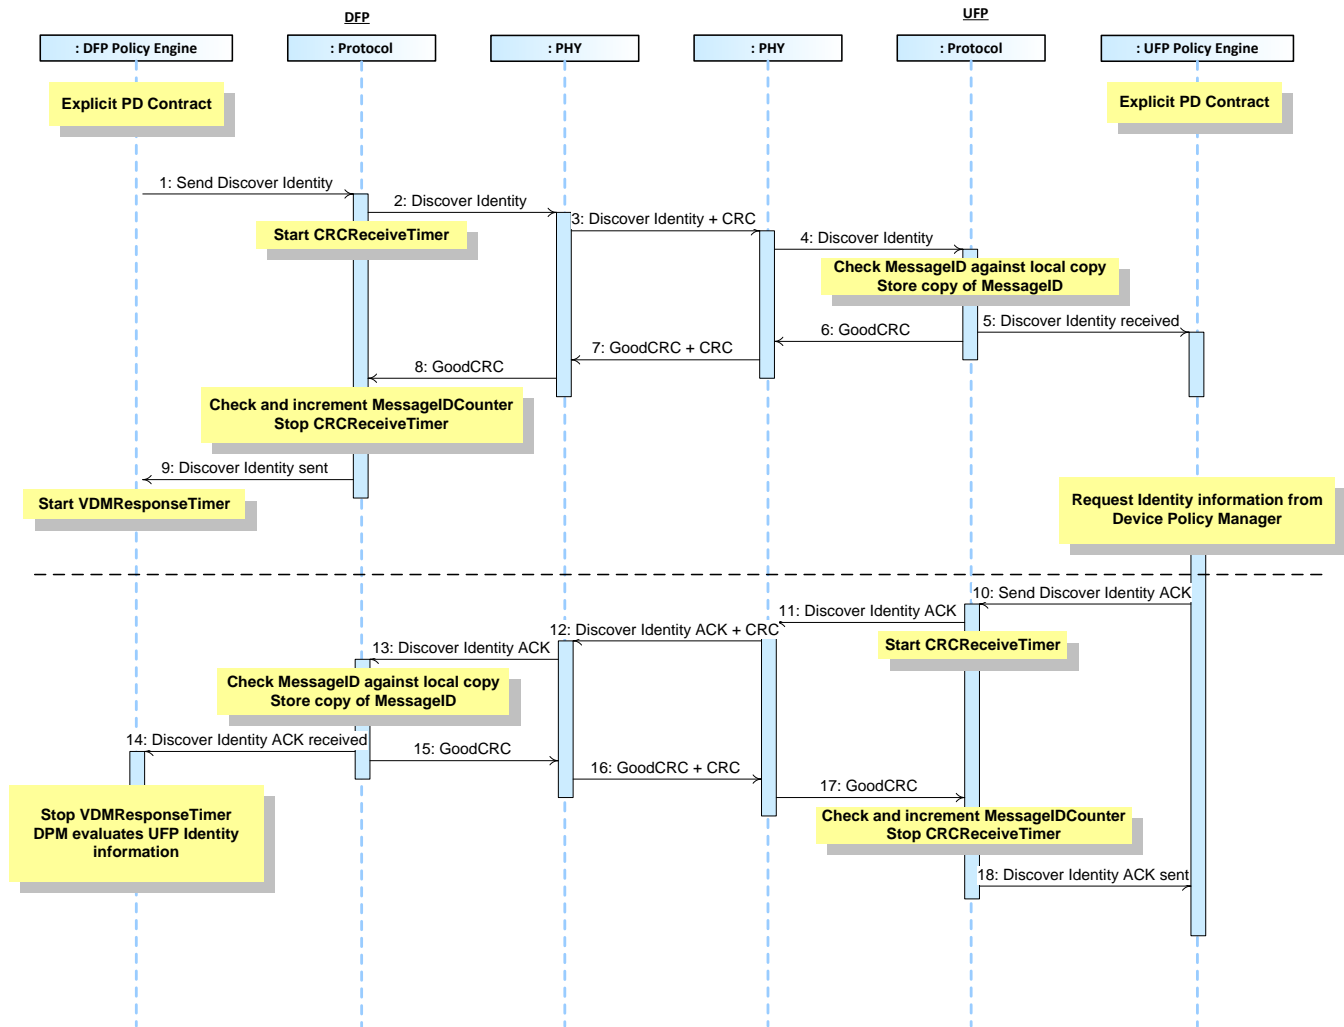 DFP
UFP
: DFP Policy Engine
: Protocol
: PHY
: PHY
: Protocol
: UFP Policy Engine
Explicit PD Contract
Explicit PD Contract
1: Send Discover Identity
2: Discover Identity
3: Discover Identity + CRC
Start CRCReceiveTimer
4: Discover Identity
Check MessageID against local copy
Store copy of MessageID
5: Discover Identity received
6: GoodCRC
7: GoodCRC + CRC
8: GoodCRC
Check and increment MessageIDCounter
Stop CRCReceiveTimer
9: Discover Identity sent
Start VDMResponseTimer
Request Identity information from
Device Policy Manager
10: Send Discover Identity ACK
11: Discover Identity ACK
12: Discover Identity ACK + CRC
Start CRCReceiveTimer
13: Discover Identity ACK
Check MessageID against local copy
Store copy of MessageID
14: Discover Identity ACK received
15: GoodCRC
16: GoodCRC + CRC
17: GoodCRC
Stop VDMResponseTimer
DPM evaluates UFP Identity
information
Check and increment MessageIDCounter
Stop CRCReceiveTimer
18: Discover Identity ACK sent